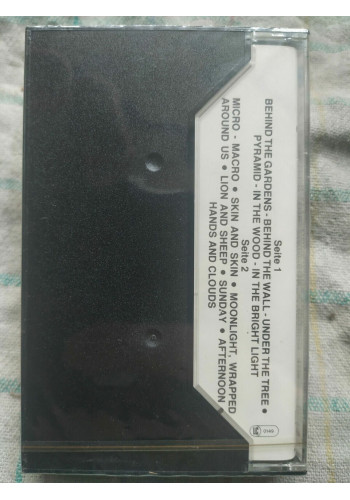 Seite 1
BEHIND THE GARDENS - BEHIND THE WALL - UNDER THE TREE •
PYRAMID - IN THE WOOD - IN THE BRIGHT LIGHT
Seite 2
MICRO - MACRO • SKIN AND SKIN • MOONLIGHT, WRAPPED
AROUND US • LION AND SHEEP • SUNDAY • AFTERNOON •
HANDS AND CLOUDS